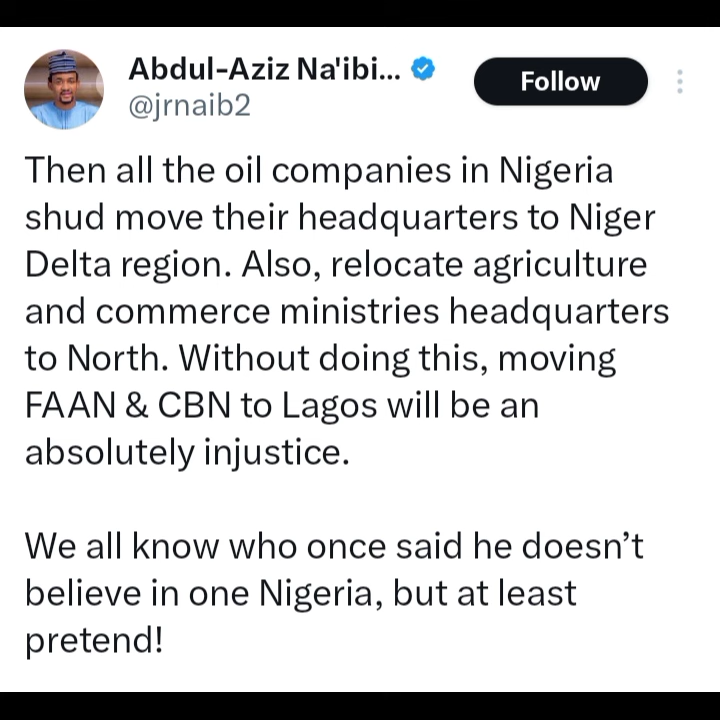 Abdul-Aziz Na'ibi...
@jrnaib2
Follow
Then all the oil companies in Nigeria
shud move their headquarters to Niger
Delta region. Also, relocate agriculture
and commerce ministries headquarters
to North. Without doing this, moving
FAAN & CBN to Lagos will be an
absolutely injustice.
We all know who once said he doesn’t
believe in one Nigeria, but at least
pretend!